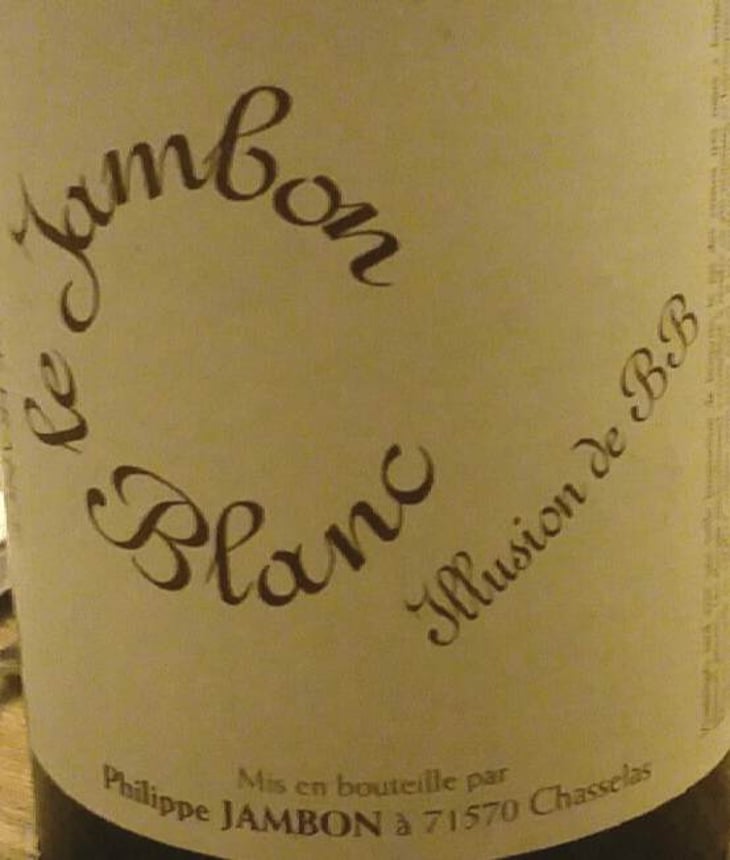 Le Jambon
Blanc
Illusion de BB
Mis en bouteille par
Philippe JAMBON à 71570 Chasselas